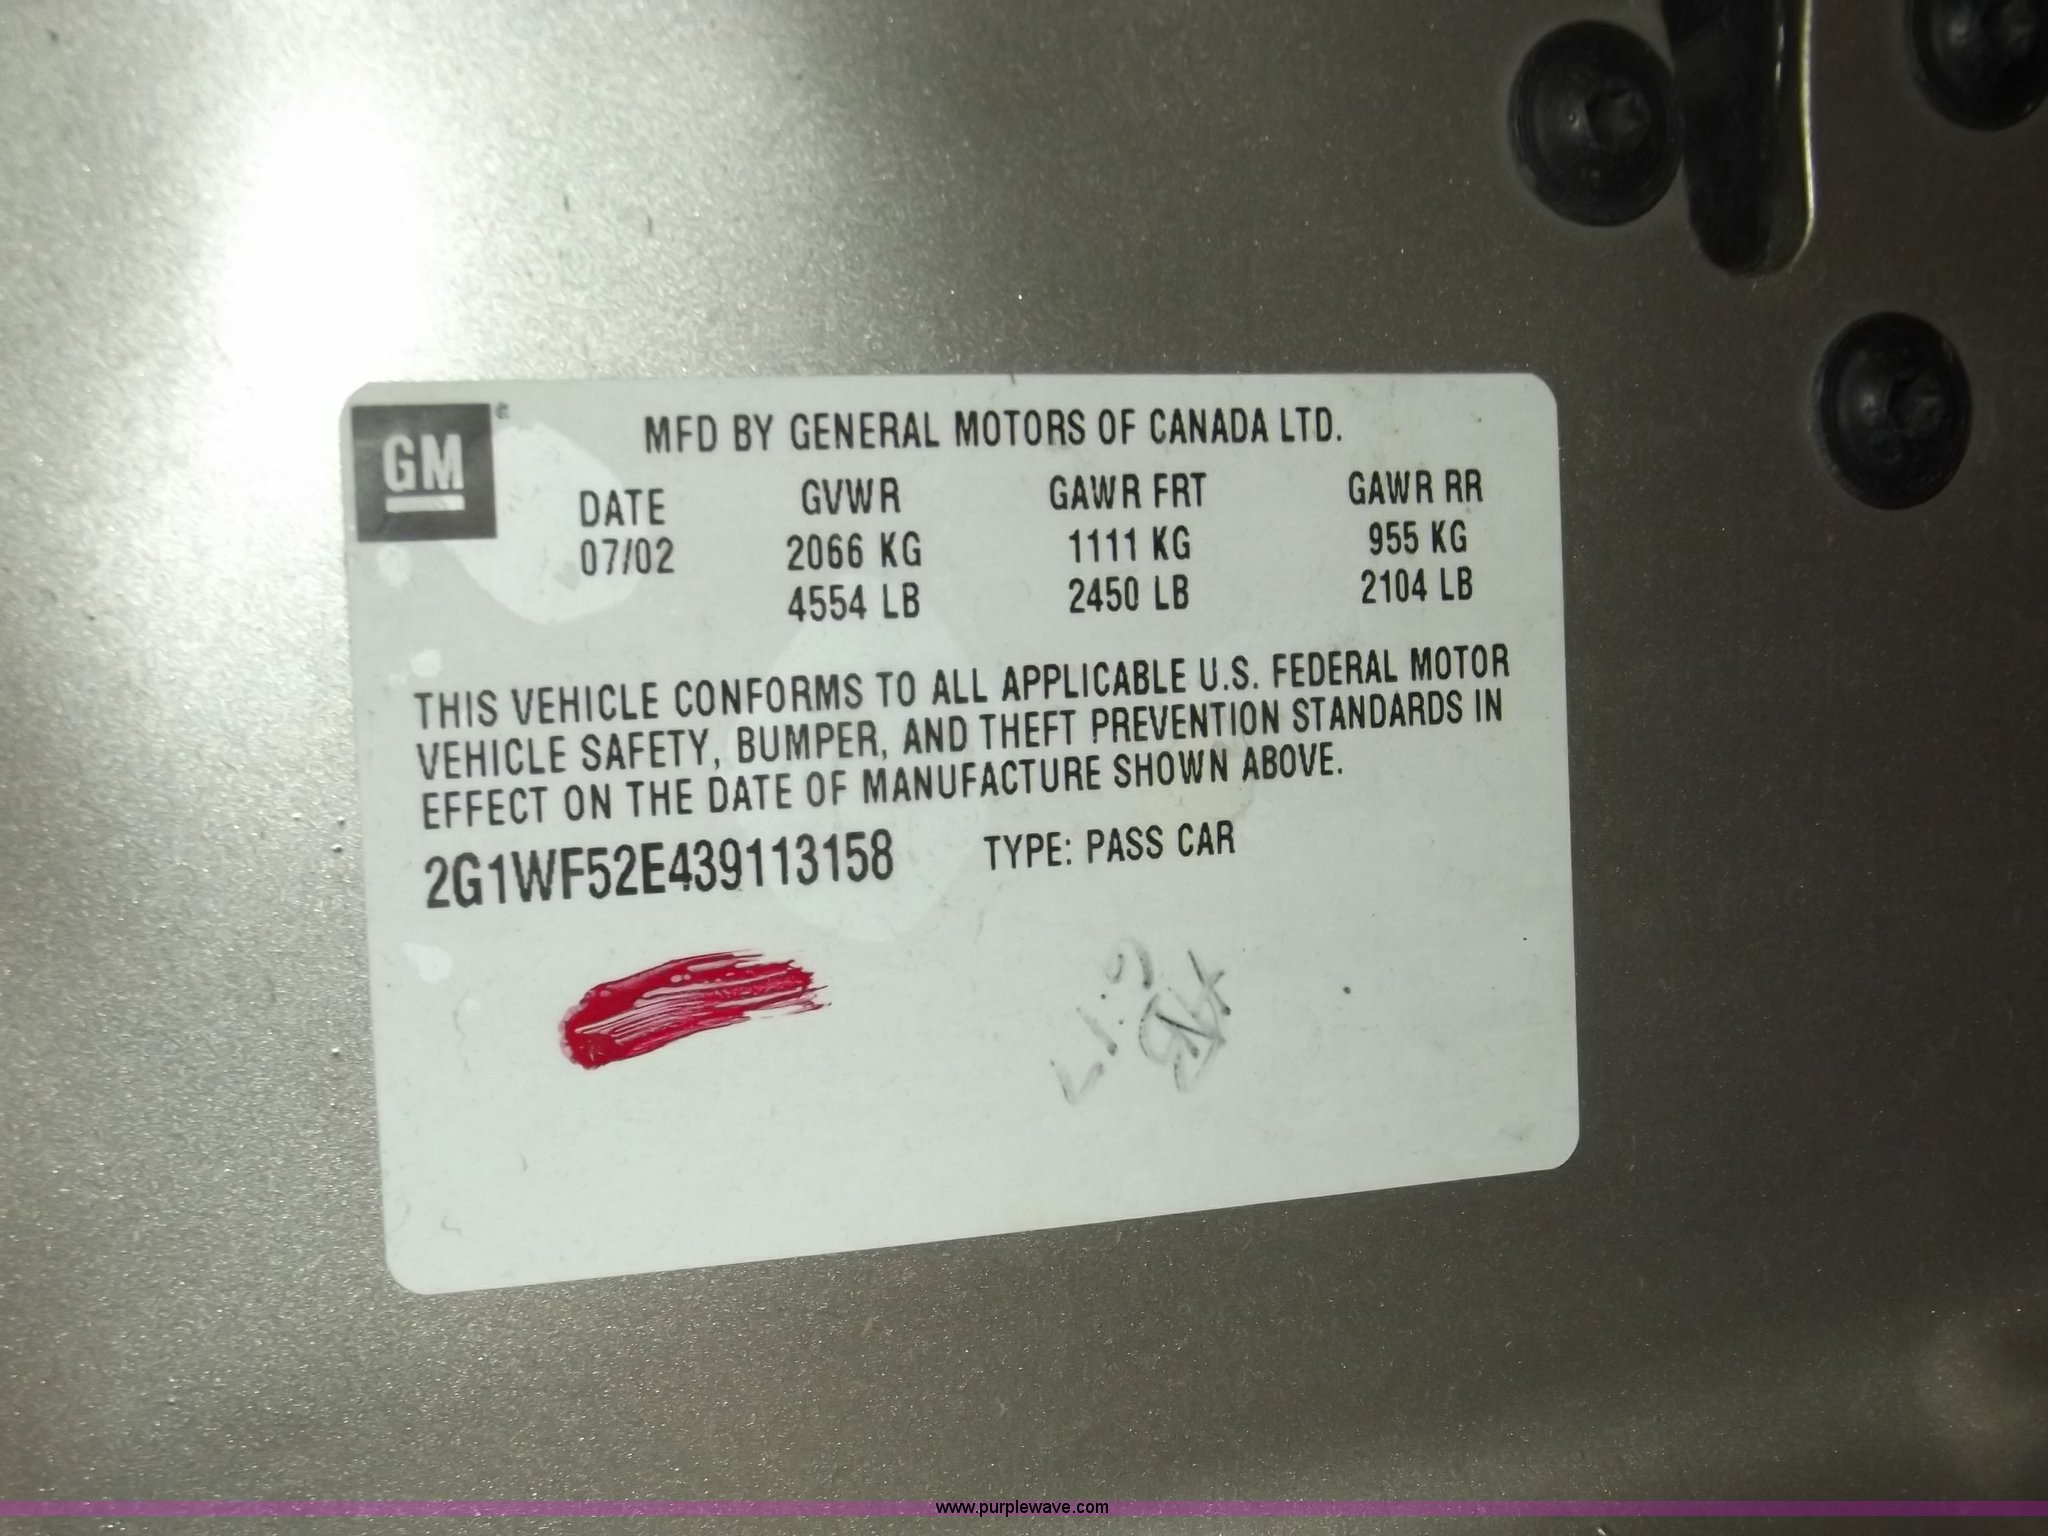 GM
MFD BY GENERAL MOTORS OF CANADA LTD.
DATE GVWR GAWR FRT GAWR RR
07/02 2066 KG 1111 KG 955 KG
4554 LB 2450 LB 2104 LB
THIS VEHICLE CONFORMS TO ALL APPLICABLE U.S. FEDERAL MOTOR
VEHICLE SAFETY, BUMPER, AND THEFT PREVENTION STANDARDS IN
EFFECT ON THE DATE OF MANUFACTURE SHOWN ABOVE.
2G1WF52E439113158 TYPE: PASS CAR
www.purplewave.com